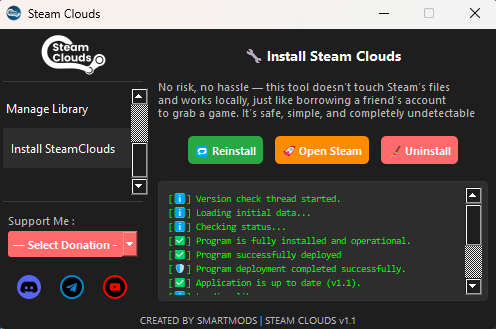 Steam Clouds
Steam
Clouds
Install Steam Clouds
No risk, no hassle — this tool doesn't touch Steam's files
and works locally, just like borrowing a friend's account
to grab a game. It's safe, simple, and completely undetectable
Manage Library
Install SteamClouds
Reinstall
Open Steam
Uninstall
[i] Version check thread started.
[i] Loading initial data...
[i] Checking status...
[✅] Program is fully installed and operational.
[✅] Program successfully deployed
[🛡] Program deployment completed successfully.
[✅] Application is up to date (v1.1).
Support Me :
--- Select Donation -
CREATED BY SMARTMODS | STEAM CLOUDS v1.1